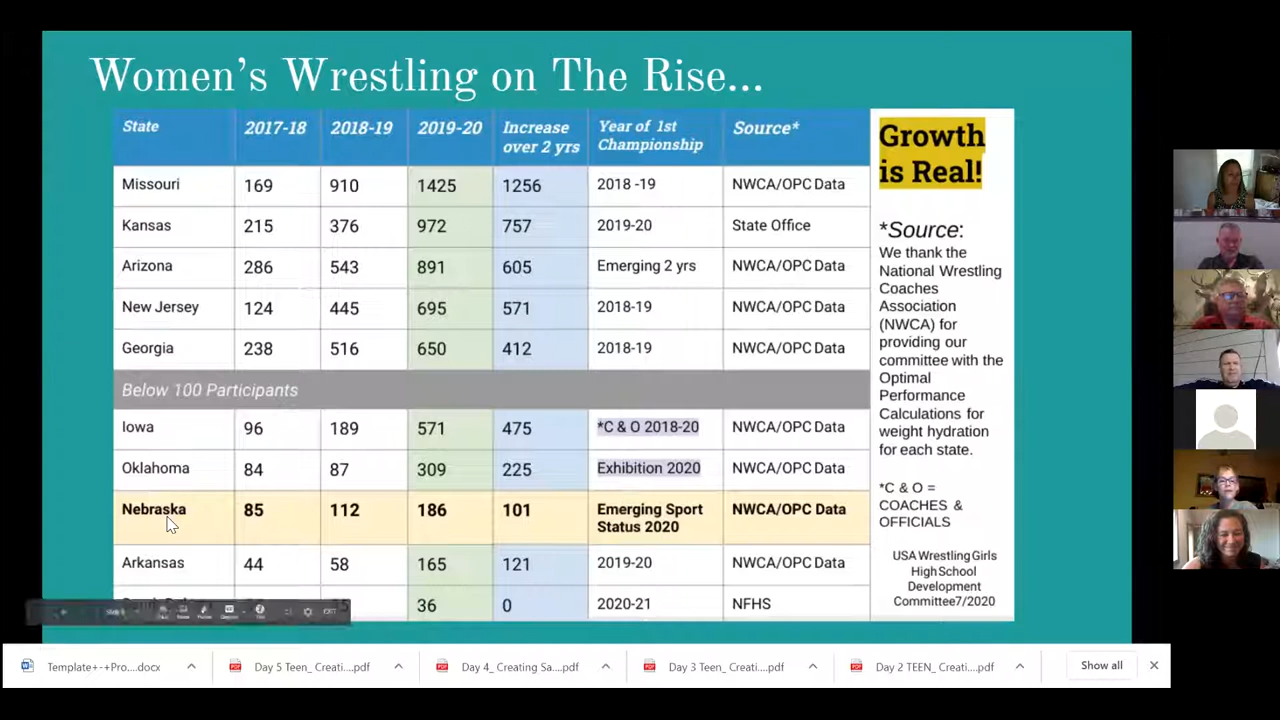 Women's Wrestling on The Rise...
State 2017-18 2018-19 2019-20 Increase over 2 yrs Year of 1st Championship Source*
Missouri 169 910 1425 1256 2018 -19 NWCA/OPC Data
Kansas 215 376 972 757 2019-20 State Office
Arizona 286 543 891 605 Emerging 2 yrs NWCA/OPC Data
New Jersey 124 445 695 571 2018-19 NWCA/OPC Data
Georgia 238 516 650 412 2018-19 NWCA/OPC Data
Below 100 Participants
Iowa 96 189 571 475 *C & O 2018-20 NWCA/OPC Data
Oklahoma 84 87 309 225 Exhibition 2020 NWCA/OPC Data
Nebraska 85 112 186 101 Emerging Sport Status 2020 NWCA/OPC Data
Arkansas 44 58 165 121 2019-20 NWCA/OPC Data
36 0 2020-21 NFHS
Growth
is Real!
*Source:
We thank the
National Wrestling
Coaches
Association
(NWCA) for
providing our
committee with the
Optimal
Performance
Calculations for
weight hydration
for each state.
*C & O =
COACHES &
OFFICIALS
USA Wrestling Girls
High School
Development
Committee7/2020
Template+-+Pro....docx
Day 5 Teen_ Creati....pdf
Day 4_ Creating Sa....pdf
Day 3 Teen_ Creati....pdf
Day 2 TEEN_ Creati....pdf
Show all